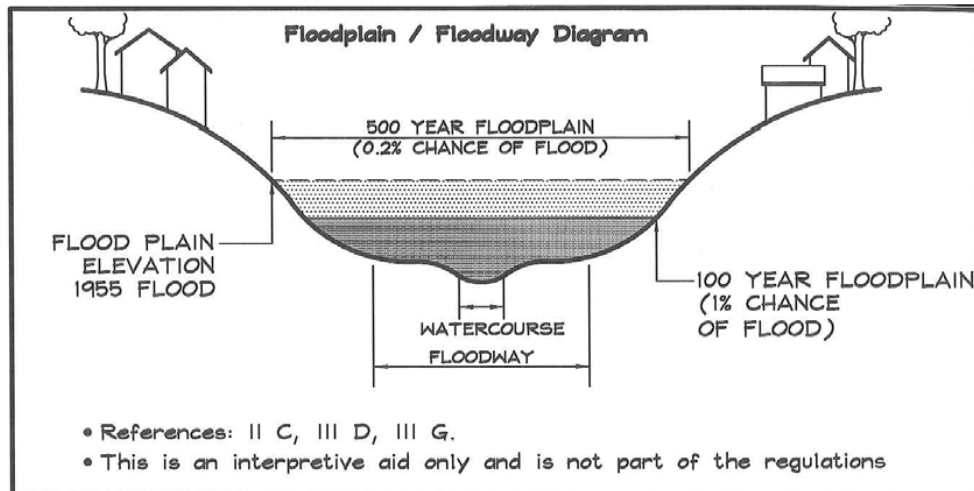 Floodplain / Floodway Diagram
500 YEAR FLOODPLAIN
(0.2% CHANCE OF FLOOD)
FLOOD PLAIN
ELEVATION
1955 FLOOD
100 YEAR FLOODPLAIN
(1% CHANCE
OF FLOOD)
WATERCOURSE
FLOODWAY
• References: II C, III D, III G.
• This is an interpretive aid only and is not part of the regulations